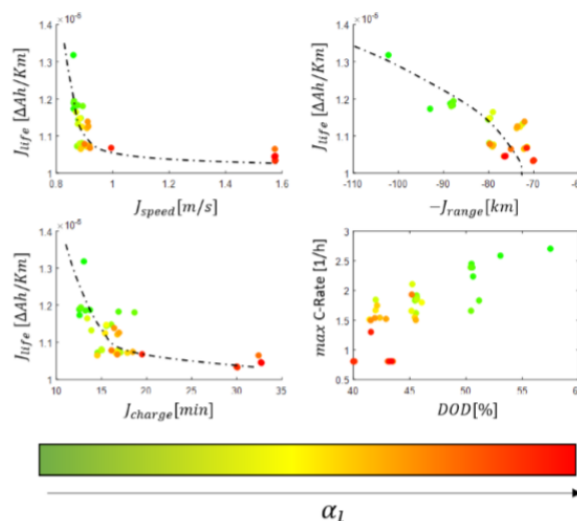 ×10⁻⁶
1.4
1.3
1.2
1.1
1
J_life [ΔAh/Km]
0.8 1 1.2 1.4 1.6
J_speed[m/s]
×10⁻⁶
1.4
1.3
1.2
1.1
1
J_life [ΔAh/Km]
-110 -100 -90 -80 -70
−J_range[km]
×10⁻⁶
1.4
1.3
1.2
1.1
1
J_life [ΔAh/Km]
10 15 20 25 30 35
J_charge[min]
3
2.5
2
1.5
1
0.5
max C-Rate [1/h]
40 45 50 55
DOD[%]
α₁